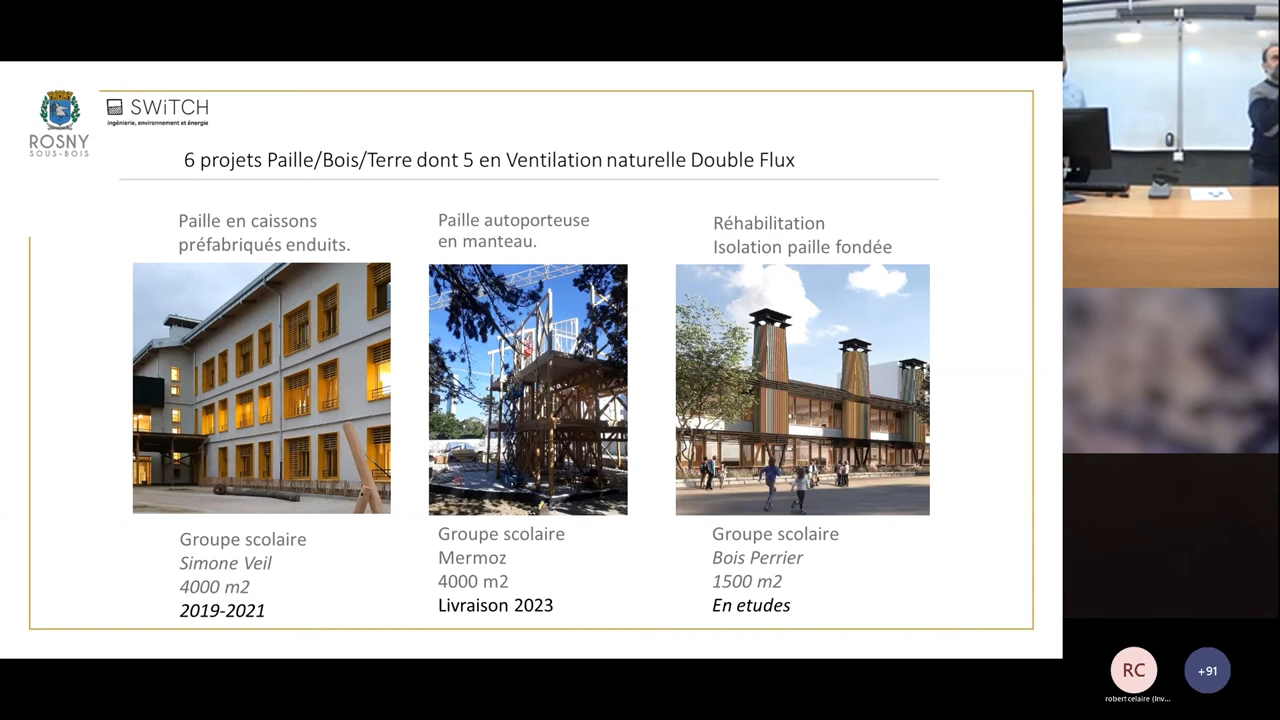 ROSNY
SOUS-BOIS
SWiTCH
ingénierie, environnement et énergie
6 projets Paille/Bois/Terre dont 5 en Ventilation naturelle Double Flux
Paille en caissons
préfabriqués enduits.
Paille autoporteuse
en manteau.
Réhabilitation
Isolation paille fondée
Groupe scolaire
Simone Veil
4000 m2
2019-2021
Groupe scolaire
Mermoz
4000 m2
Livraison 2023
Groupe scolaire
Bois Perrier
1500 m2
En etudes
RC
+91
robert celaire (Inv...